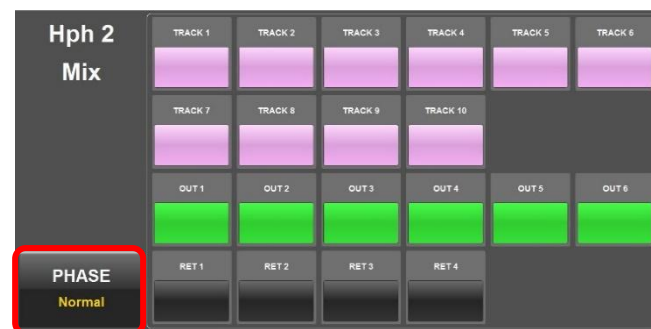 Hph 2
Mix
TRACK 1 TRACK 2 TRACK 3 TRACK 4 TRACK 5 TRACK 6
TRACK 7 TRACK 8 TRACK 9 TRACK 10
OUT 1 OUT 2 OUT 3 OUT 4 OUT 5 OUT 6
RET 1 RET 2 RET 3 RET 4
PHASE
Normal